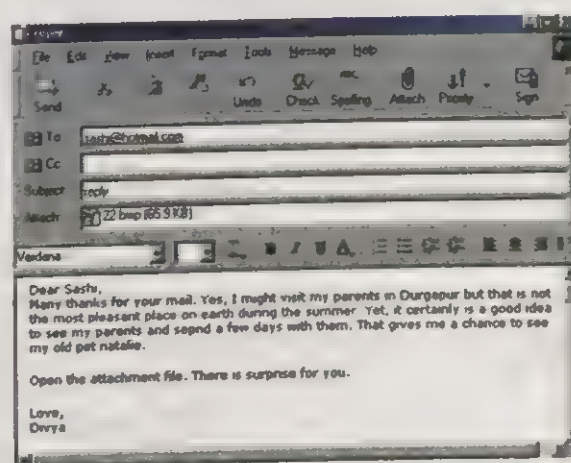 File Edit View Insert Format Tools Message Help
Send Undo Check Spelling Attach Priority Sign
To sashi@hotmail.com
Cc
Subject reply
Attach 22 bmp (65.9 KB)
Verdana
Dear Sashi,
Many thanks for your mail. Yes, I might visit my parents in Durgapur but that is not
the most pleasant place on earth during the summer. Yet, it certainly is a good idea
to see my parents and sepnd a few days with them. That gives me a chance to see
my old pet natalie.
Open the attachment file. There is surprise for you.
Love,
Divya